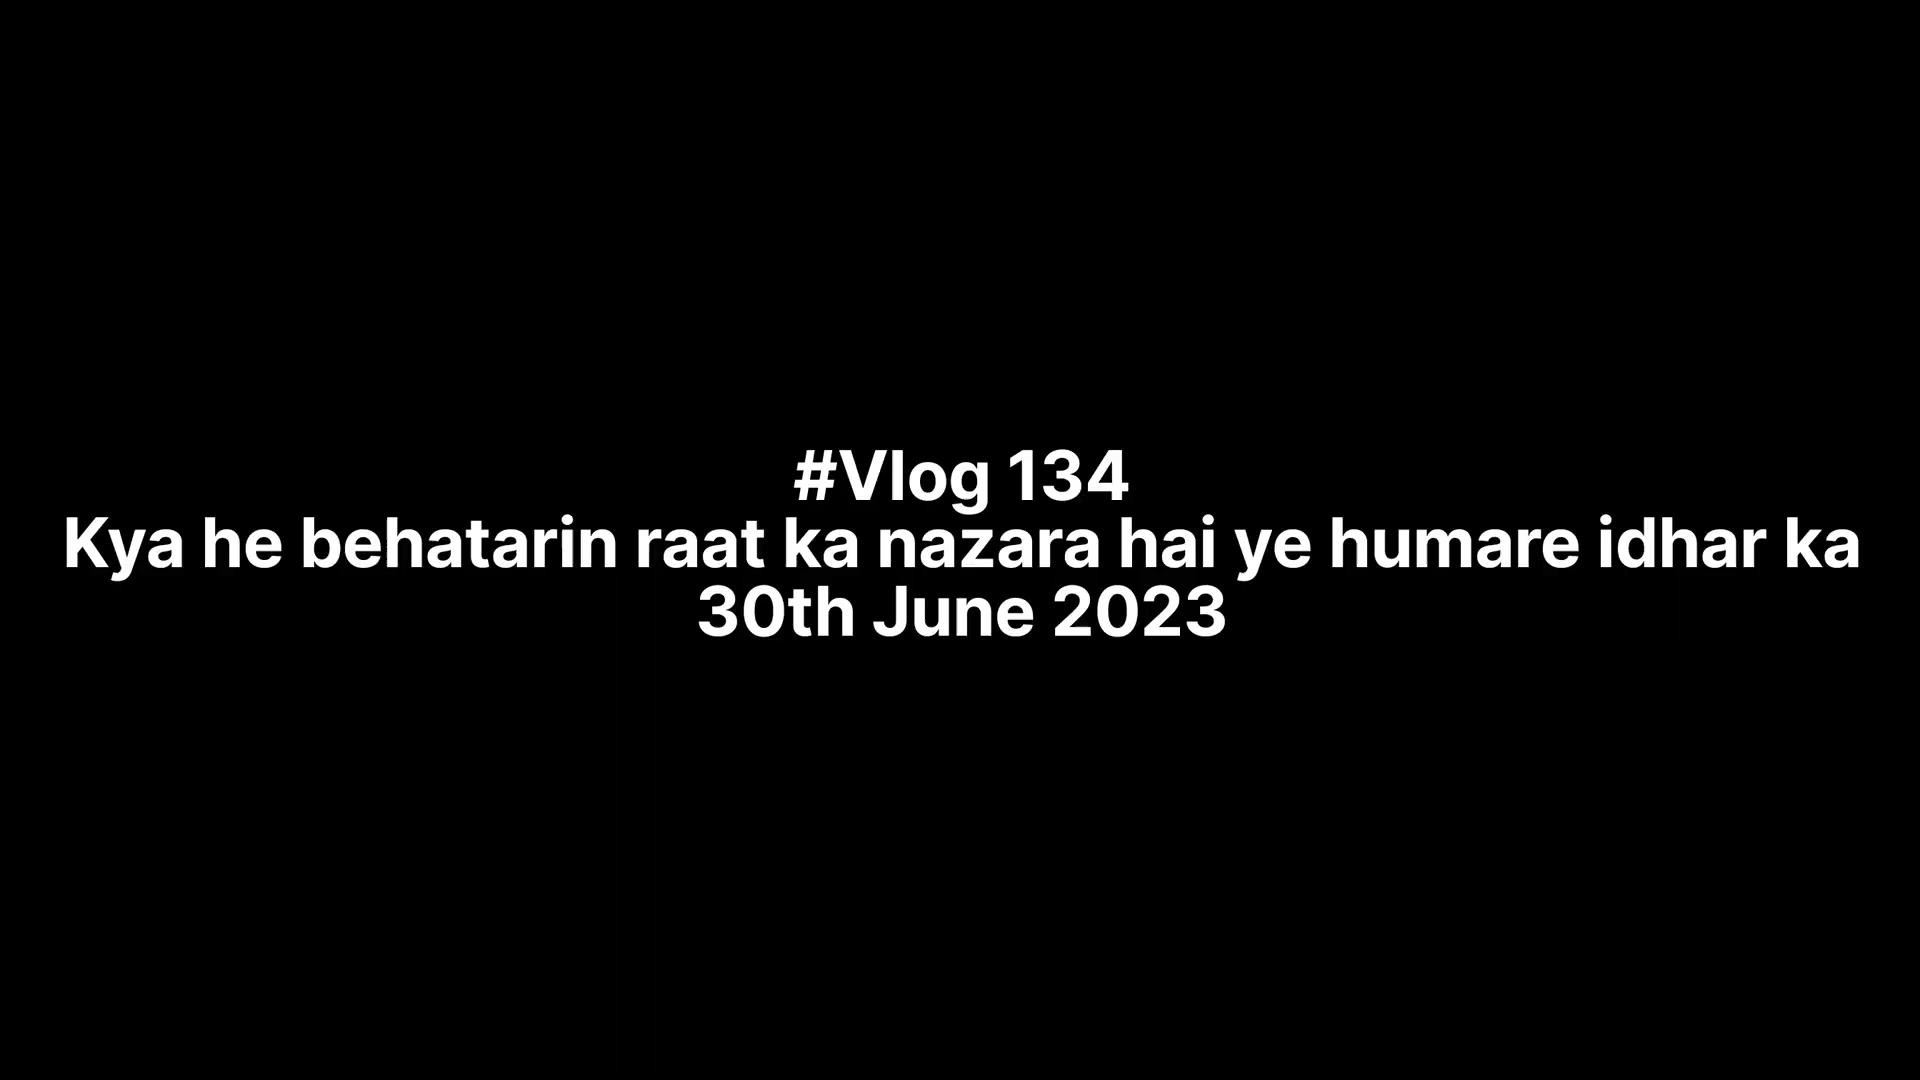 #Vlog 134
Kya he behatarin raat ka nazara hai ye humare idhar ka
30th June 2023